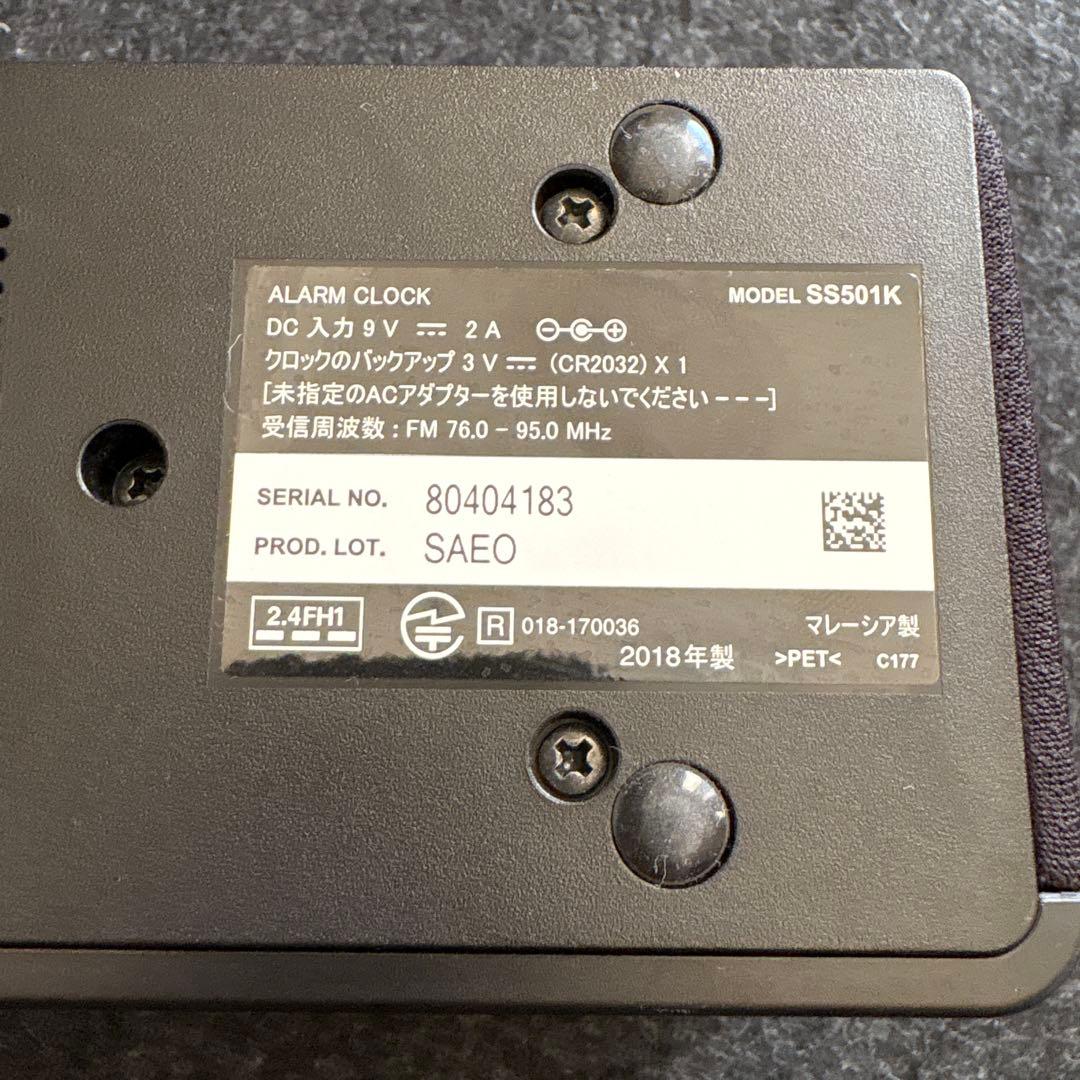 ALARM CLOCK MODEL SS501K
DC 入力 9 V ⎓ 2 A
クロックのバックアップ 3 V ⎓ (CR2032) X 1
[未指定のACアダプターを使用しないでください---]
受信周波数 : FM 76.0 - 95.0 MHz
SERIAL NO. 80404183
PROD. LOT. SAEO
2.4FH1 R 018-170036 マレーシア製
2018年製 >PET< C177